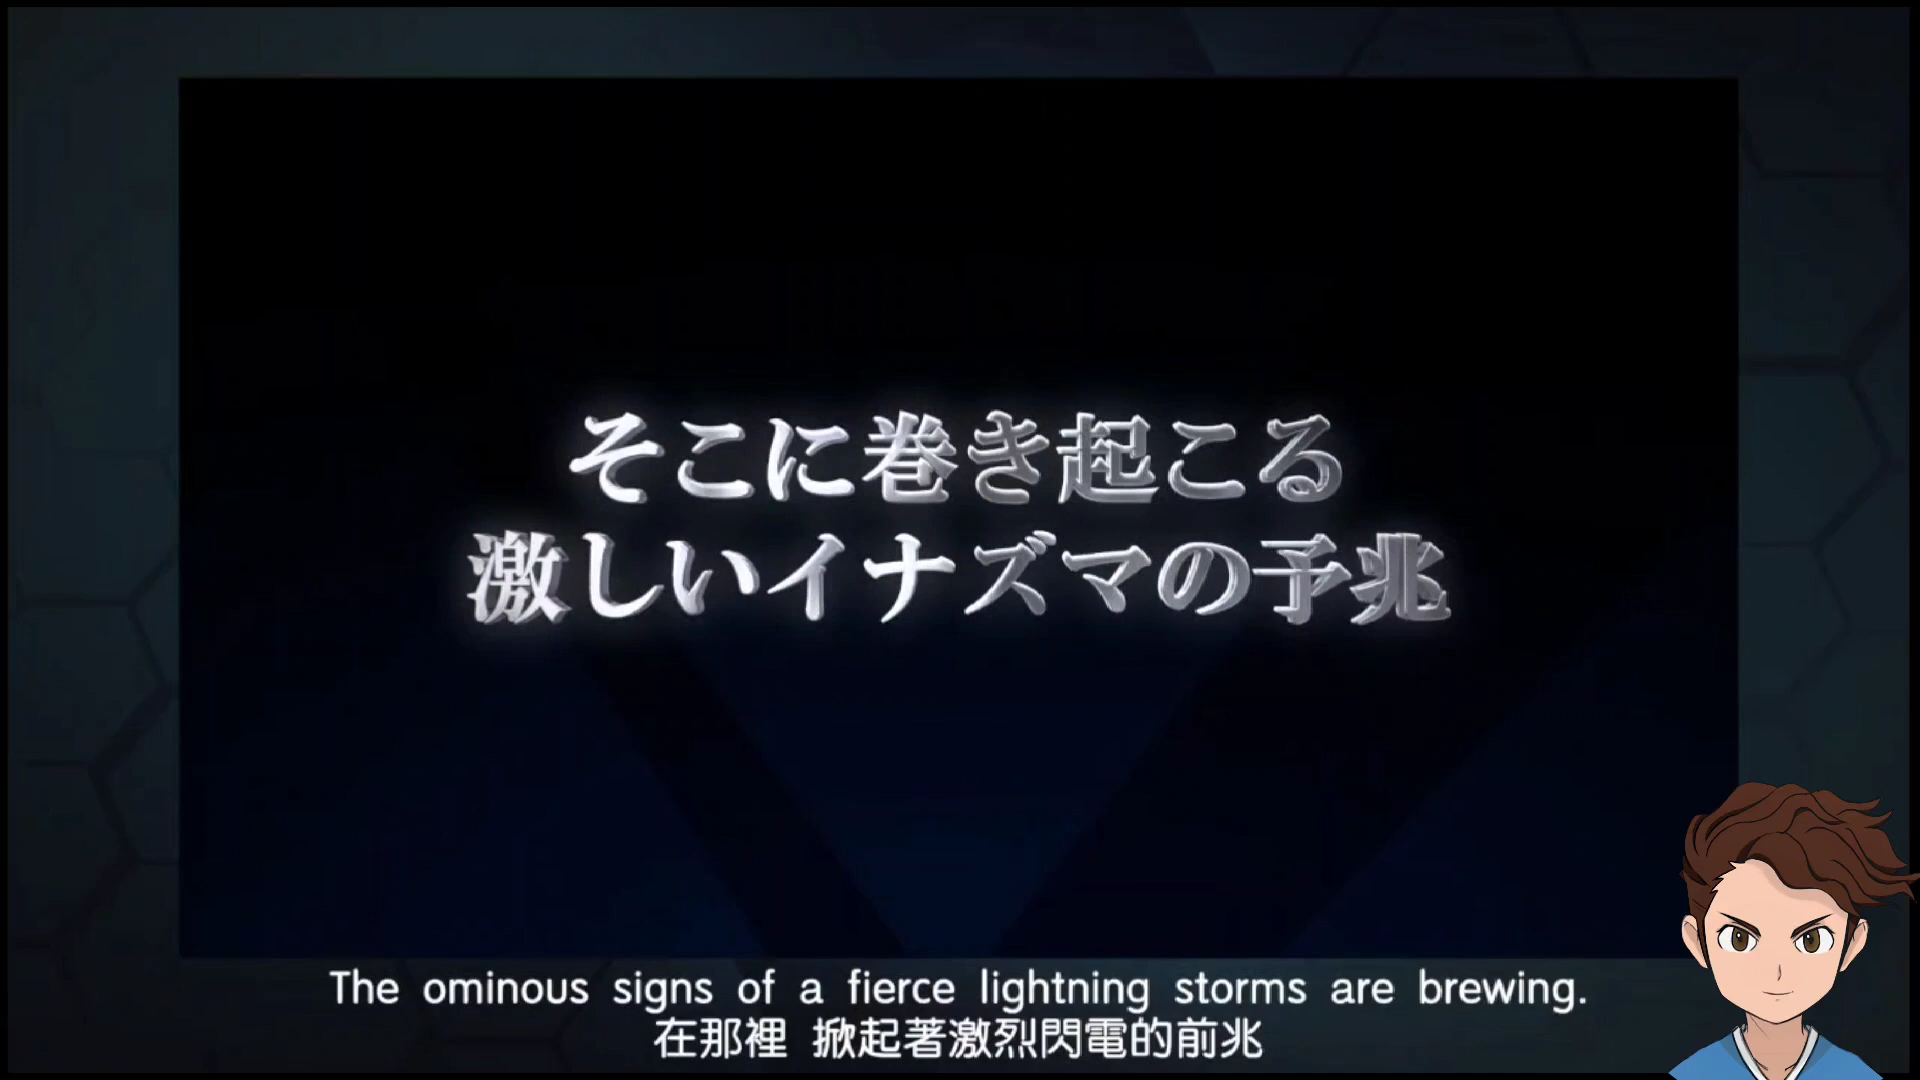 そこに巻き起こる
激しいイナズマの予兆
The ominous signs of a fierce lightning storms are brewing.
在那裡 掀起著激烈閃電的前兆